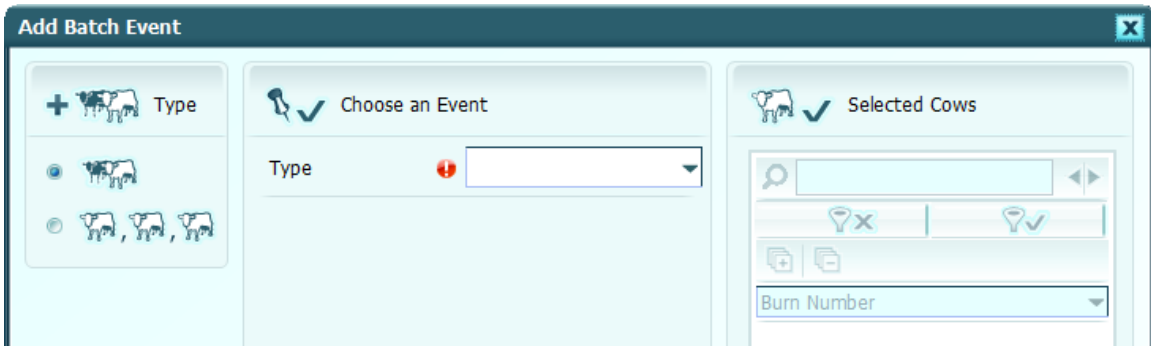 Add Batch Event
Type
Choose an Event
Selected Cows
Type
Burn Number